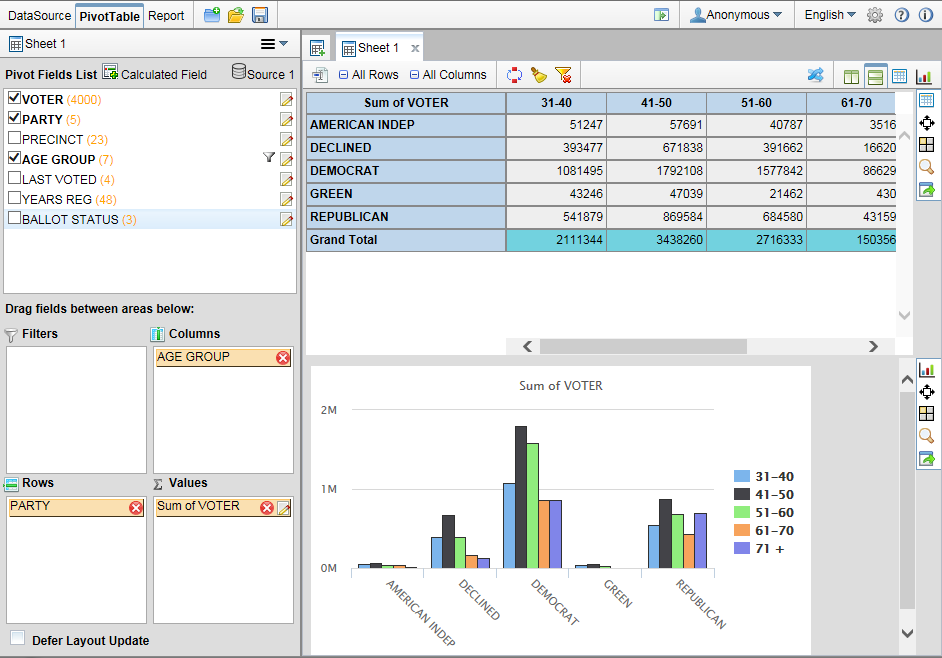 DataSource PivotTable Report Anonymous English
Sheet 1 Sheet 1 x
Pivot Fields List Calculated Field Source 1 All Rows All Columns
VOTER (4000)
PARTY (5)
PRECINCT (23)
AGE GROUP (7)
LAST VOTED (4)
YEARS REG (48)
BALLOT STATUS (3)
Sum of VOTER 31-40 41-50 51-60 61-70
AMERICAN INDEP 51247 57691 40787 3516
DECLINED 393477 671838 391662 16620
DEMOCRAT 1081495 1792108 1577842 86629
GREEN 43246 47039 21462 430
REPUBLICAN 541879 869584 684580 43159
Grand Total 2111344 3438260 2716333 150356
Drag fields between areas below:
Filters Columns
AGE GROUP
Rows Values
PARTY Sum of VOTER
Defer Layout Update
Sum of VOTER
2M
1M
0M
AMERICAN INDEP
DECLINED
DEMOCRAT
GREEN
REPUBLICAN
31-40
41-50
51-60
61-70
71 +